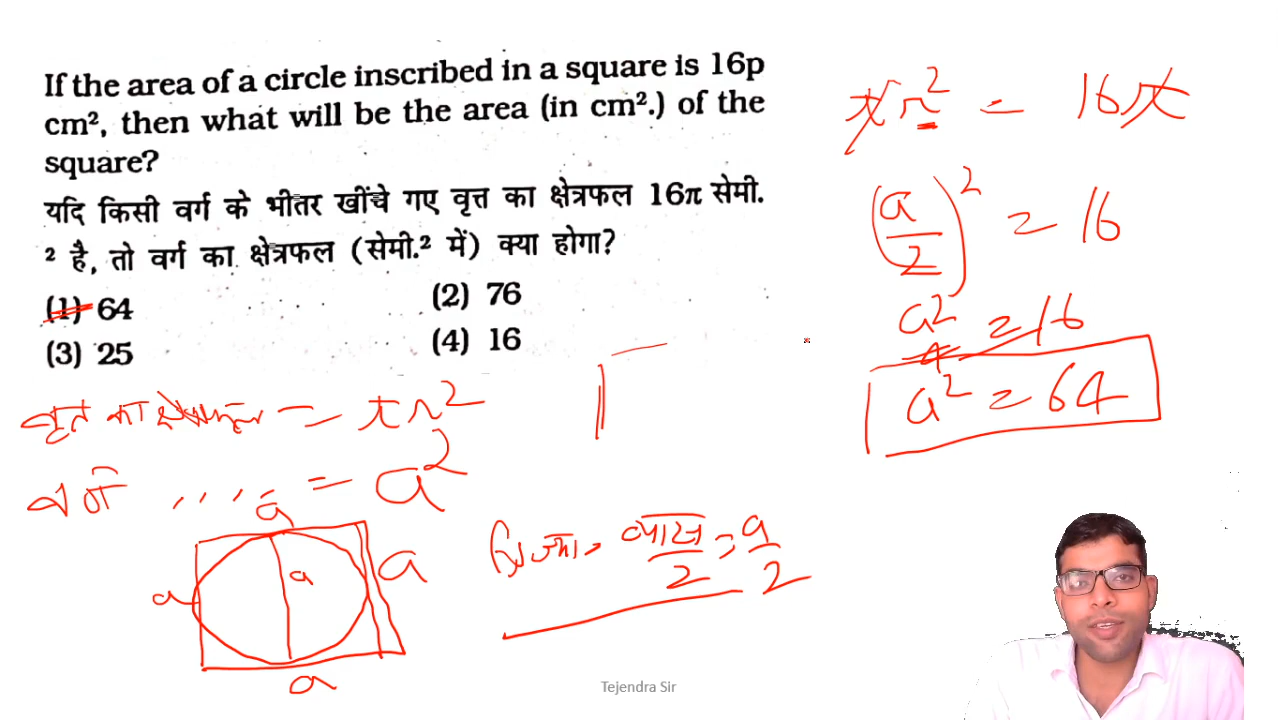 If the area of a circle inscribed in a square is 16p
cm², then what will be the area (in cm².) of the
square?
यदि किसी वर्ग के भीतर खींचे गए वृत्त का क्षेत्रफल 16π सेमी.
² है, तो वर्ग का क्षेत्रफल (सेमी.² में) क्या होगा?
(1) 64 (2) 76
(3) 25 (4) 16
वृत्त का क्षेत्रफल = πr²
वर्ग ,,,, = a²
a
a
a
a
a
त्रिज्या = व्यास/2 = a/2
πr² = 16π
(a/2)² = 16
a²/4 = 16
a² = 64
Tejendra Sir